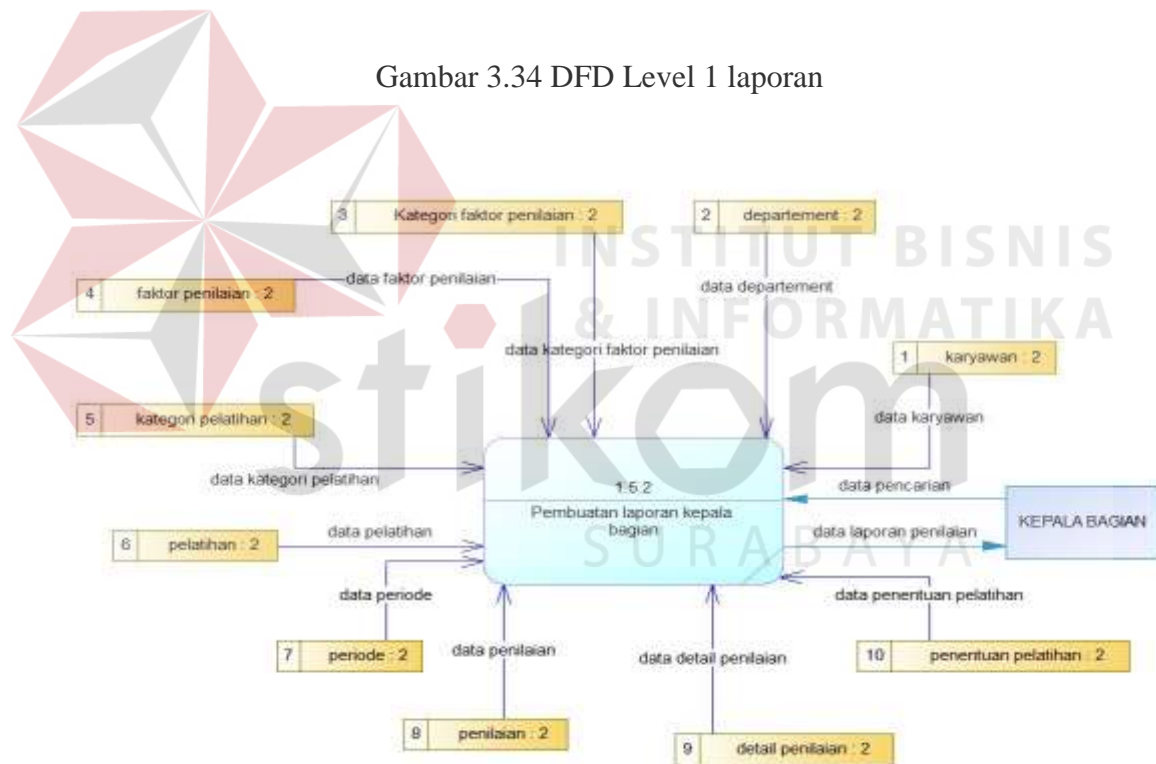 Gambar 3.34 DFD Level 1 laporan
3 Kategori faktor penilaian : 2
2 departement : 2
INSTITUT BISNIS
& INFORMATIKA
stikom
SURABAYA
4 faktor penilaian : 2
data faktor penilaian
data departement
data kategori faktor penilaian
1 karyawan : 2
5 kategori pelatihan : 2
data karyawan
data kategori pelatihan
1.5.2
Pembuatan laporan kepala
bagian
data pencarian
KEPALA BAGIAN
6 pelatihan : 2
data pelatihan
data laporan penilaian
data periode
data penentuan pelatihan
7 periode : 2
data penilaian
data detail penilaian
10 penentuan pelatihan : 2
8 penilaian : 2
9 detail penilaian : 2